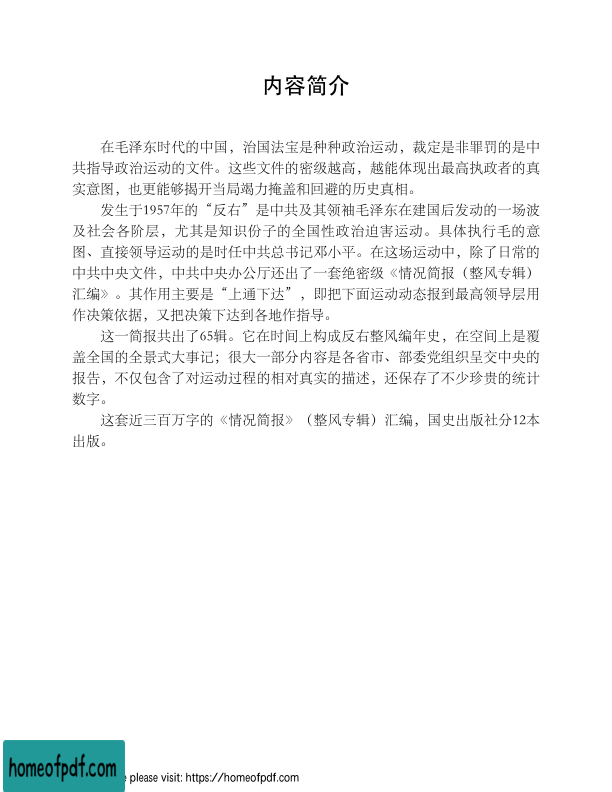 内容简介
在毛泽东时代的中国，治国法宝是种种政治运动，裁定是非罪罚的是中
共指导政治运动的文件。这些文件的密级越高，越能体现出最高执政者的真
实意图，也更能够揭开当局竭力掩盖和回避的历史真相。
发生于1957年的“反右”是中共及其领袖毛泽东在建国后发动的一场波
及社会各阶层，尤其是知识份子的全国性政治迫害运动。具体执行毛的意
图、直接领导运动的是时任中共总书记邓小平。在这场运动中，除了日常的
中共中央文件，中共中央办公厅还出了一套绝密级《情况简报（整风专辑）
汇编》。其作用主要是“上通下达”，即把下面运动动态报到最高领导层用
作决策依据，又把决策下达到各地作指导。
这一简报共出了65辑。它在时间上构成反右整风编年史，在空间上是覆
盖全国的全景式大事记；很大一部分内容是各省市、部委党组织呈交中央的
报告，不仅包含了对运动过程的相对真实的描述，还保存了不少珍贵的统计
数字。
这套近三百万字的《情况简报》（整风专辑）汇编，国史出版社分12本
出版。
homeofpdf.com
e please visit: https://homeofpdf.com